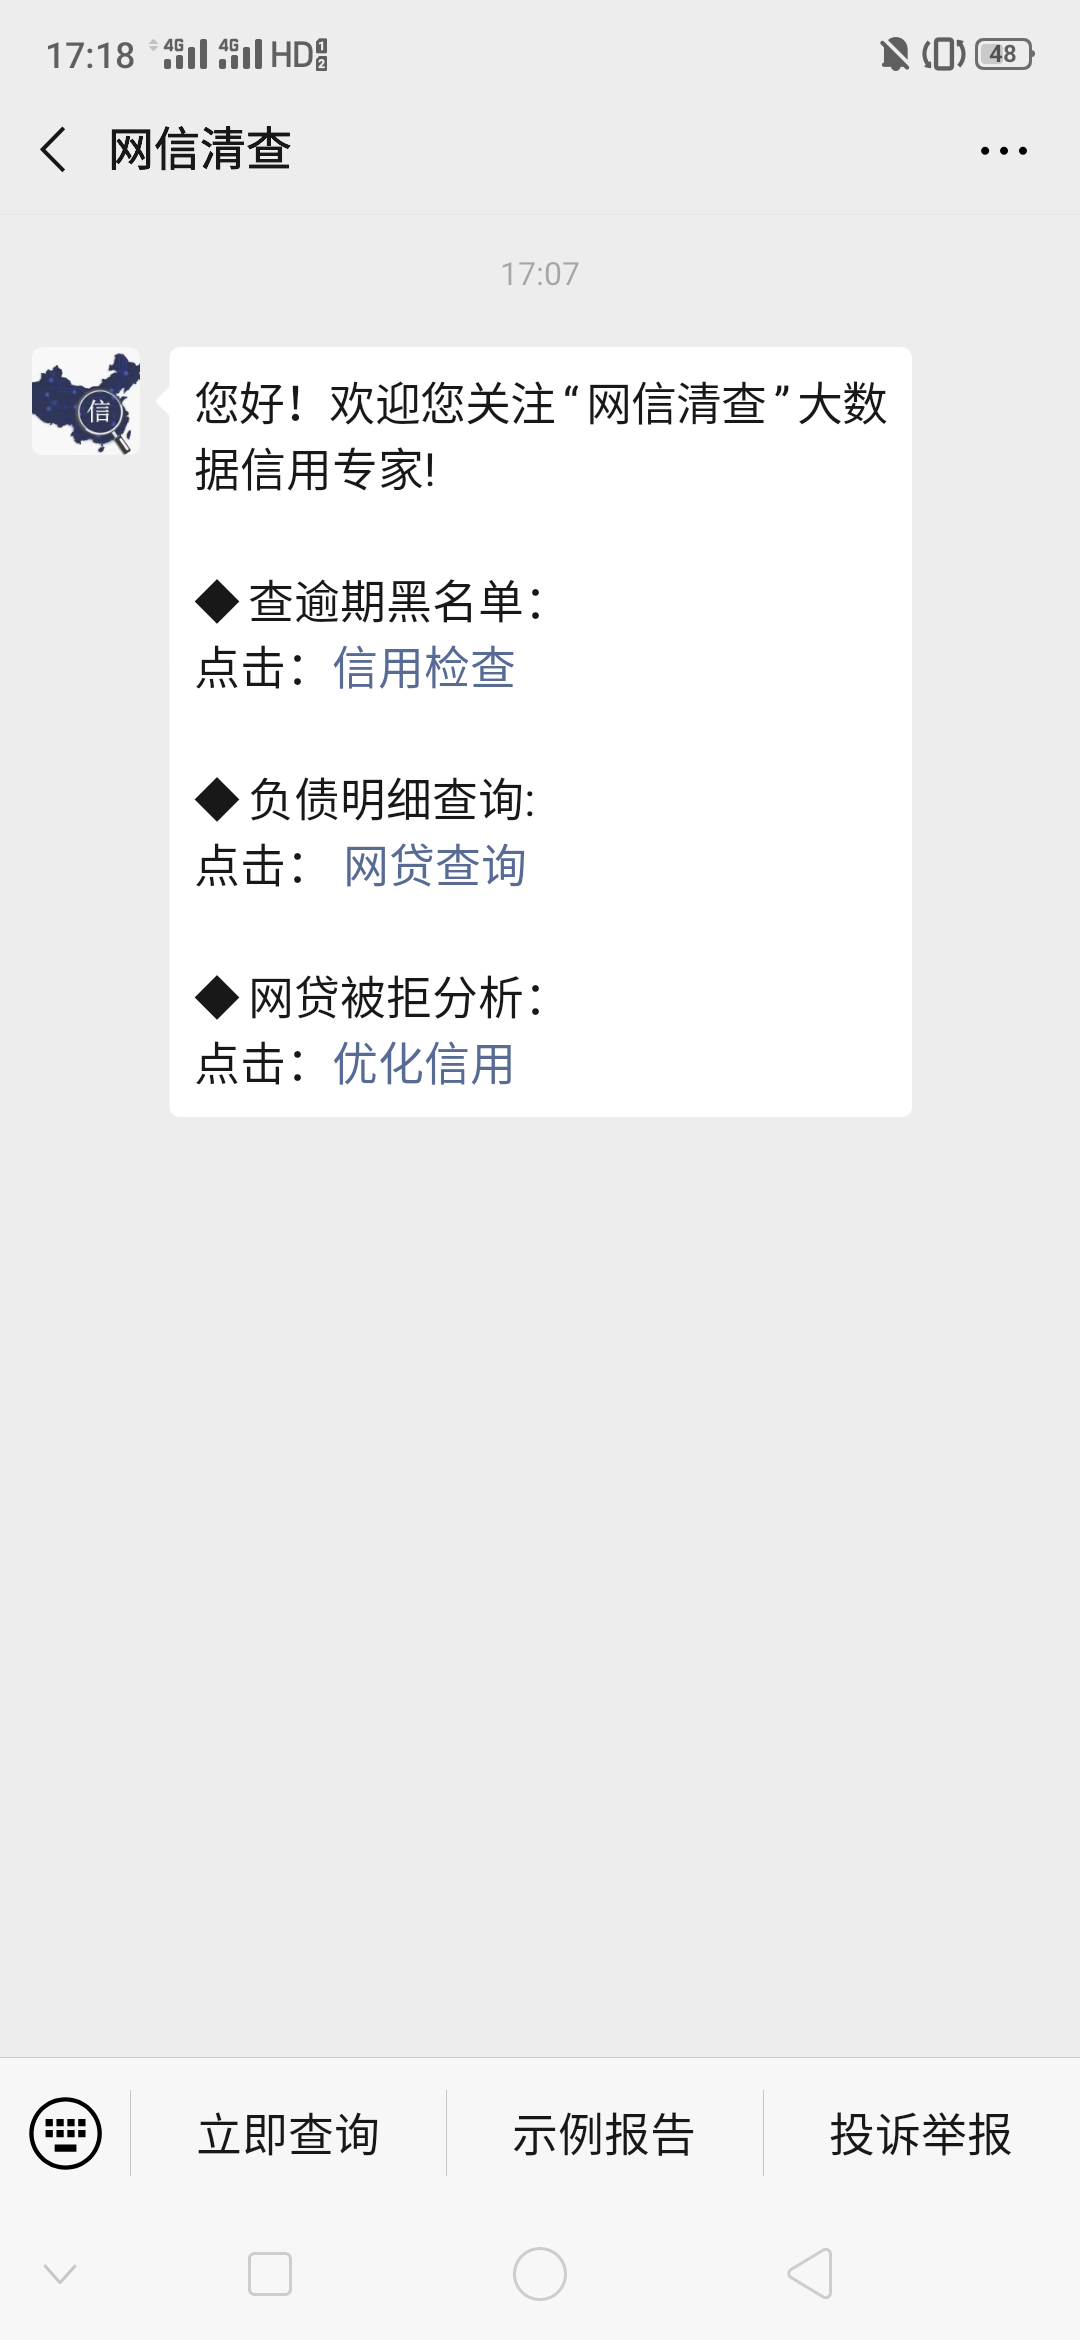 17:18 4G 4G HD 1 2 48
网信清查
17:07
信
您好！欢迎您关注“网信清查”大数
据信用专家!
◆查逾期黑名单：
点击：信用检查
◆负债明细查询:
点击： 网贷查询
◆网贷被拒分析：
点击：优化信用
立即查询 示例报告 投诉举报